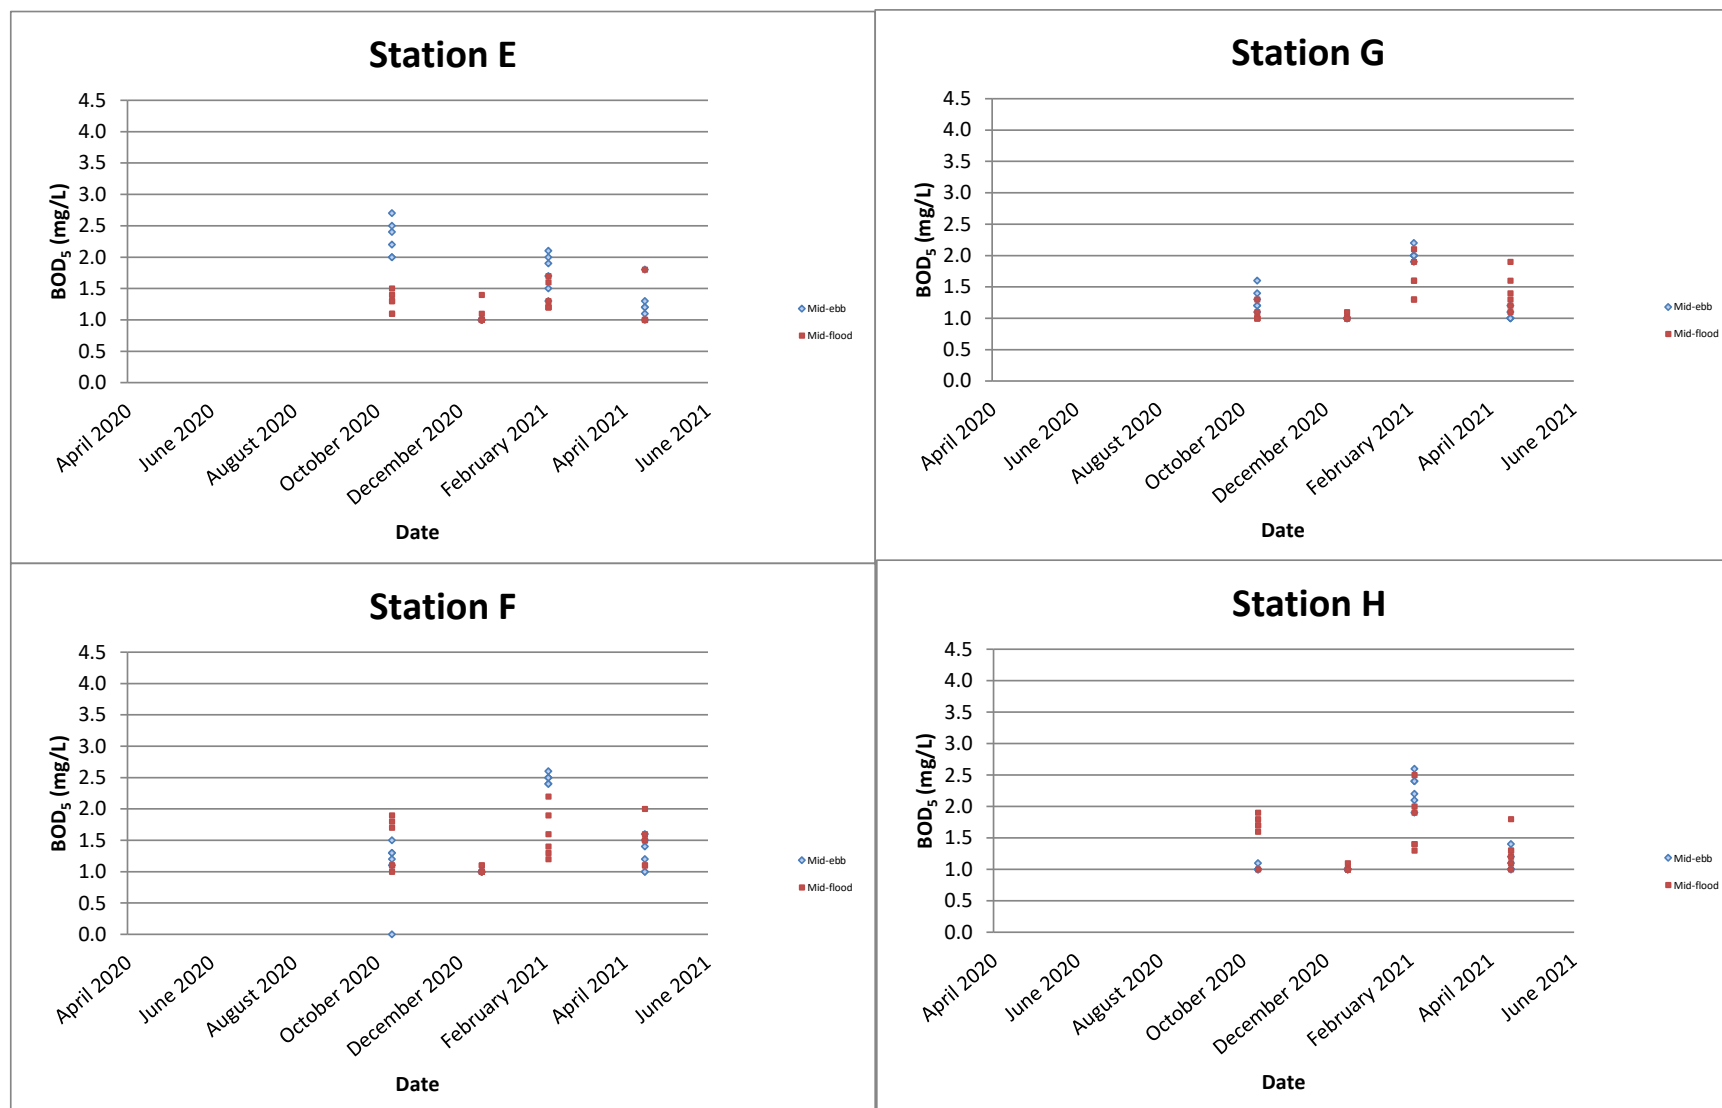 Station E
4.5
4.0
3.5
3.0
2.5
2.0
1.5
1.0
0.5
0.0
BOD5 (mg/L)
April 2020
June 2020
August 2020
October 2020
December 2020
February 2021
April 2021
June 2021
Date
Mid-ebb
Mid-flood
Station G
4.5
4.0
3.5
3.0
2.5
2.0
1.5
1.0
0.5
0.0
BOD5 (mg/L)
April 2020
June 2020
August 2020
October 2020
December 2020
February 2021
April 2021
June 2021
Date
Mid-ebb
Mid-flood
Station F
4.5
4.0
3.5
3.0
2.5
2.0
1.5
1.0
0.5
0.0
BOD5 (mg/L)
April 2020
June 2020
August 2020
October 2020
December 2020
February 2021
April 2021
June 2021
Date
Mid-ebb
Mid-flood
Station H
4.5
4.0
3.5
3.0
2.5
2.0
1.5
1.0
0.5
0.0
BOD5 (mg/L)
April 2020
June 2020
August 2020
October 2020
December 2020
February 2021
April 2021
June 2021
Date
Mid-ebb
Mid-flood